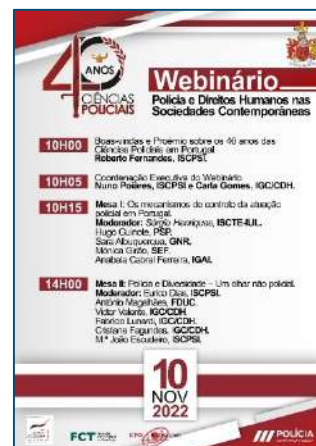 40 ANOS
CIÊNCIAS
POLICIAIS
Webinário
Polícia e Direitos Humanos nas
Sociedades Contemporâneas
10H00
Boas-vindas e Proémio sobre os 40 anos das
Ciências Policiais em Portugal.
Roberto Fernandes, ISCPSI.
10H05
Coordenação Executiva do Webinário.
Nuno Poiares, ISCPSI e Carla Gomes, IGC/CDH.
10H15
Mesa I: Os mecanismos de controlo da atuação
policial em Portugal.
Moderador: Sérgio Henriques, ISCTE-IUL.
Hugo Guinote, PSP.
Sara Albuquerque, GNR.
Mónica Girão, SEF.
Anabela Cabral Ferreira, IGAI.
14H00
Mesa II: Polícia e Diversidade – Um olhar não policial.
Moderador: Eurico Dias, ISCPSI.
António Magalhães, FDUC.
Victor Valente, IGC/CDH.
Fabrício Lunardi, IGC/CDH.
Cristiane Fagundes, IGC/CDH.
M.ª João Escudeiro, ISCPSI.
10
NOV
2022
FCT
POLÍCIA